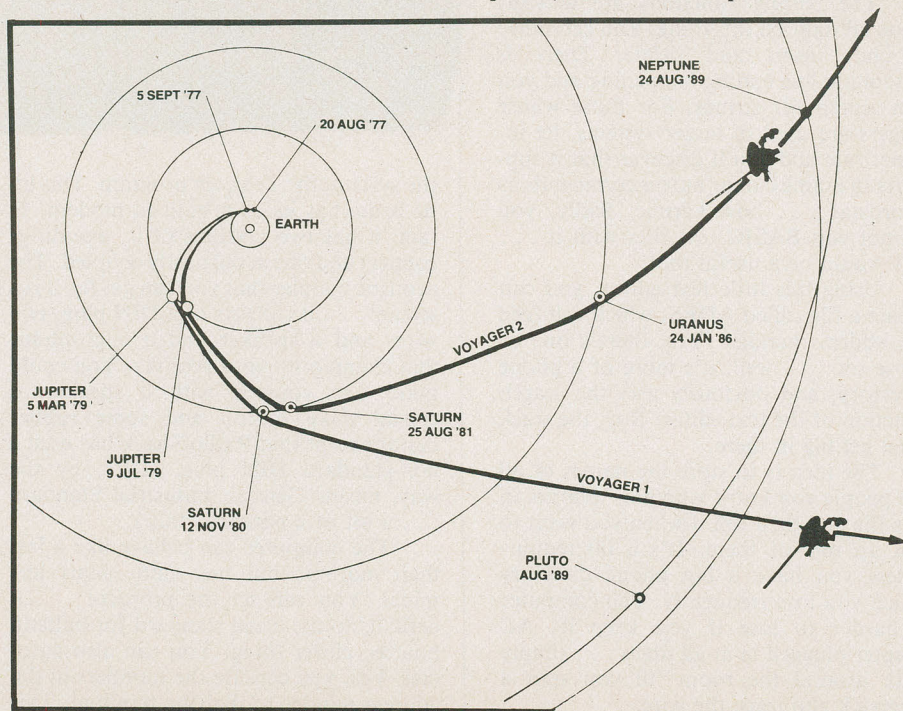 NEPTUNE
24 AUG '89
5 SEPT '77
20 AUG '77
EARTH
URANUS
24 JAN '86
VOYAGER 2
JUPITER
5 MAR '79
SATURN
25 AUG '81
JUPITER
9 JUL '79
VOYAGER 1
SATURN
12 NOV '80
PLUTO
AUG '89